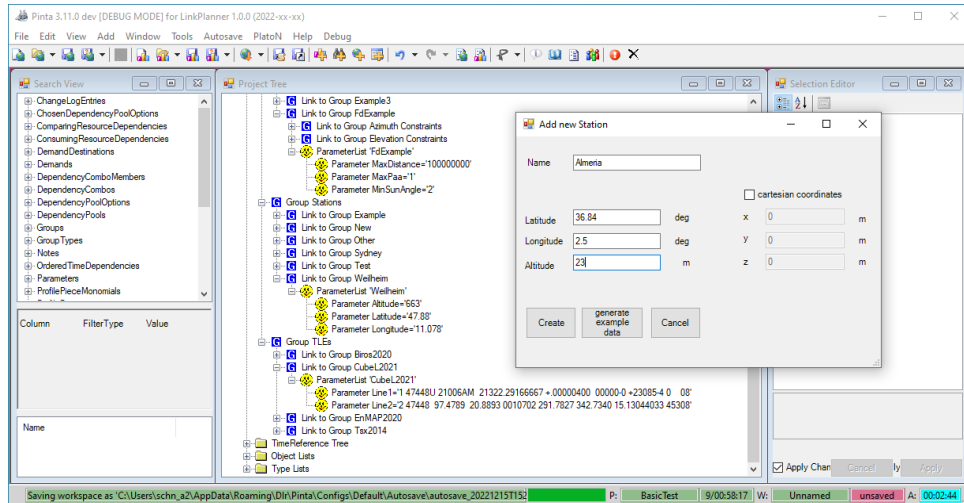 Pinta 3.11.0 dev [DEBUG MODE] for LinkPlanner 1.0.0 (2022-xx-xx)
File Edit View Add Window Tools Autosave PlatoN Help Debug
Search View
ChangeLogEntries
ChosenDependencyPoolOptions
ComparingResourceDependencies
ConsumingResourceDependencies
DemandDestinations
Demands
DependencyComboMembers
DependencyCombos
DependencyPoolOptions
DependencyPools
Groups
GroupTypes
Notes
OrderedTimeDependencies
Parameters
ProfilePieceMonomials
Column FilterType Value
Name
Project Tree
Link to Group Example3
Link to Group FdExample
Link to Group Azimuth Constraints
Link to Group Elevation Constraints
ParameterList 'FdExample'
Parameter MaxDistance='100000000'
Parameter MaxPaa='1'
Parameter MinSunAngle='2'
Group Stations
Link to Group Example
Link to Group New
Link to Group Other
Link to Group Sydney
Link to Group Test
Link to Group Weilheim
ParameterList 'Weilheim'
Parameter Altitude='663'
Parameter Latitude='47.88'
Parameter Longitude='11.078'
Group TLEs
Link to Group Biros2020
Link to Group CubeL2021
ParameterList 'CubeL2021'
Parameter Line1='1 47448U 21006AM 21322.29166667 +.00000400 00000-0 +23085-4 0 08'
Parameter Line2='2 47448 97.4789 20.8893 0010702 291.7827 342.7340 15.13044033 45308'
Link to Group EnMAP2020
Link to Group Tsx2014
TimeReference Tree
Object Lists
Type Lists
Selection Editor
Add new Station
Name Almeria
cartesian coordinates
Latitude 36.84 deg x 0 m
Longitude 2.5 deg y 0 m
Altitude 23 m z 0 m
Create generate example data Cancel
Apply Chan Cancel ly Apply
Saving workspace as 'C:\Users\schn_a2\AppData\Roaming\Dlr\Pinta\Configs\Default\Autosave\autosave_20221215T152 P: BasicTest 9/00:58:17 W: Unnamed unsaved A: 00:02:44